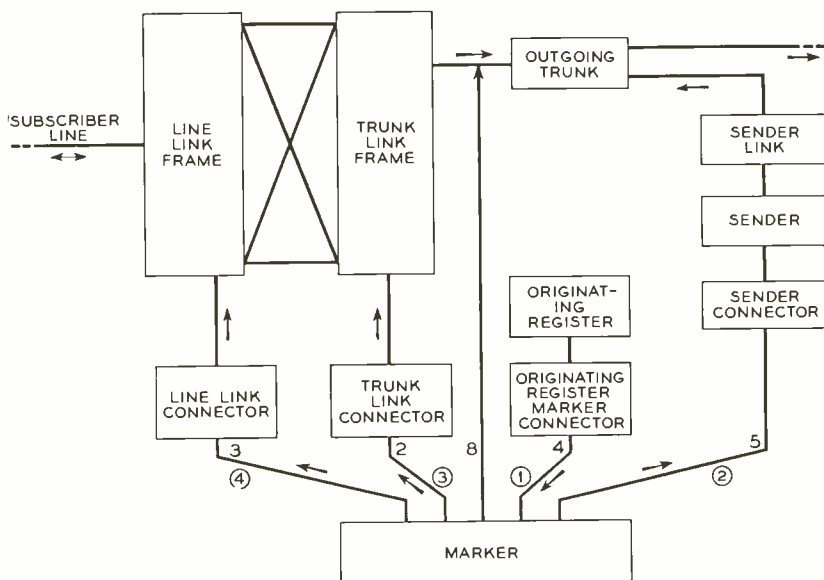 OUTGOING
TRUNK
SUBSCRIBER
LINE
LINE
LINK
FRAME
TRUNK
LINK
FRAME
SENDER
LINK
SENDER
SENDER
CONNECTOR
ORIGINAT-
ING
REGISTER
LINE LINK
CONNECTOR
TRUNK
LINK
CONNECTOR
ORIGINATING
REGISTER
MARKER
CONNECTOR
3
2
8
4
5
④
③
①
②
MARKER